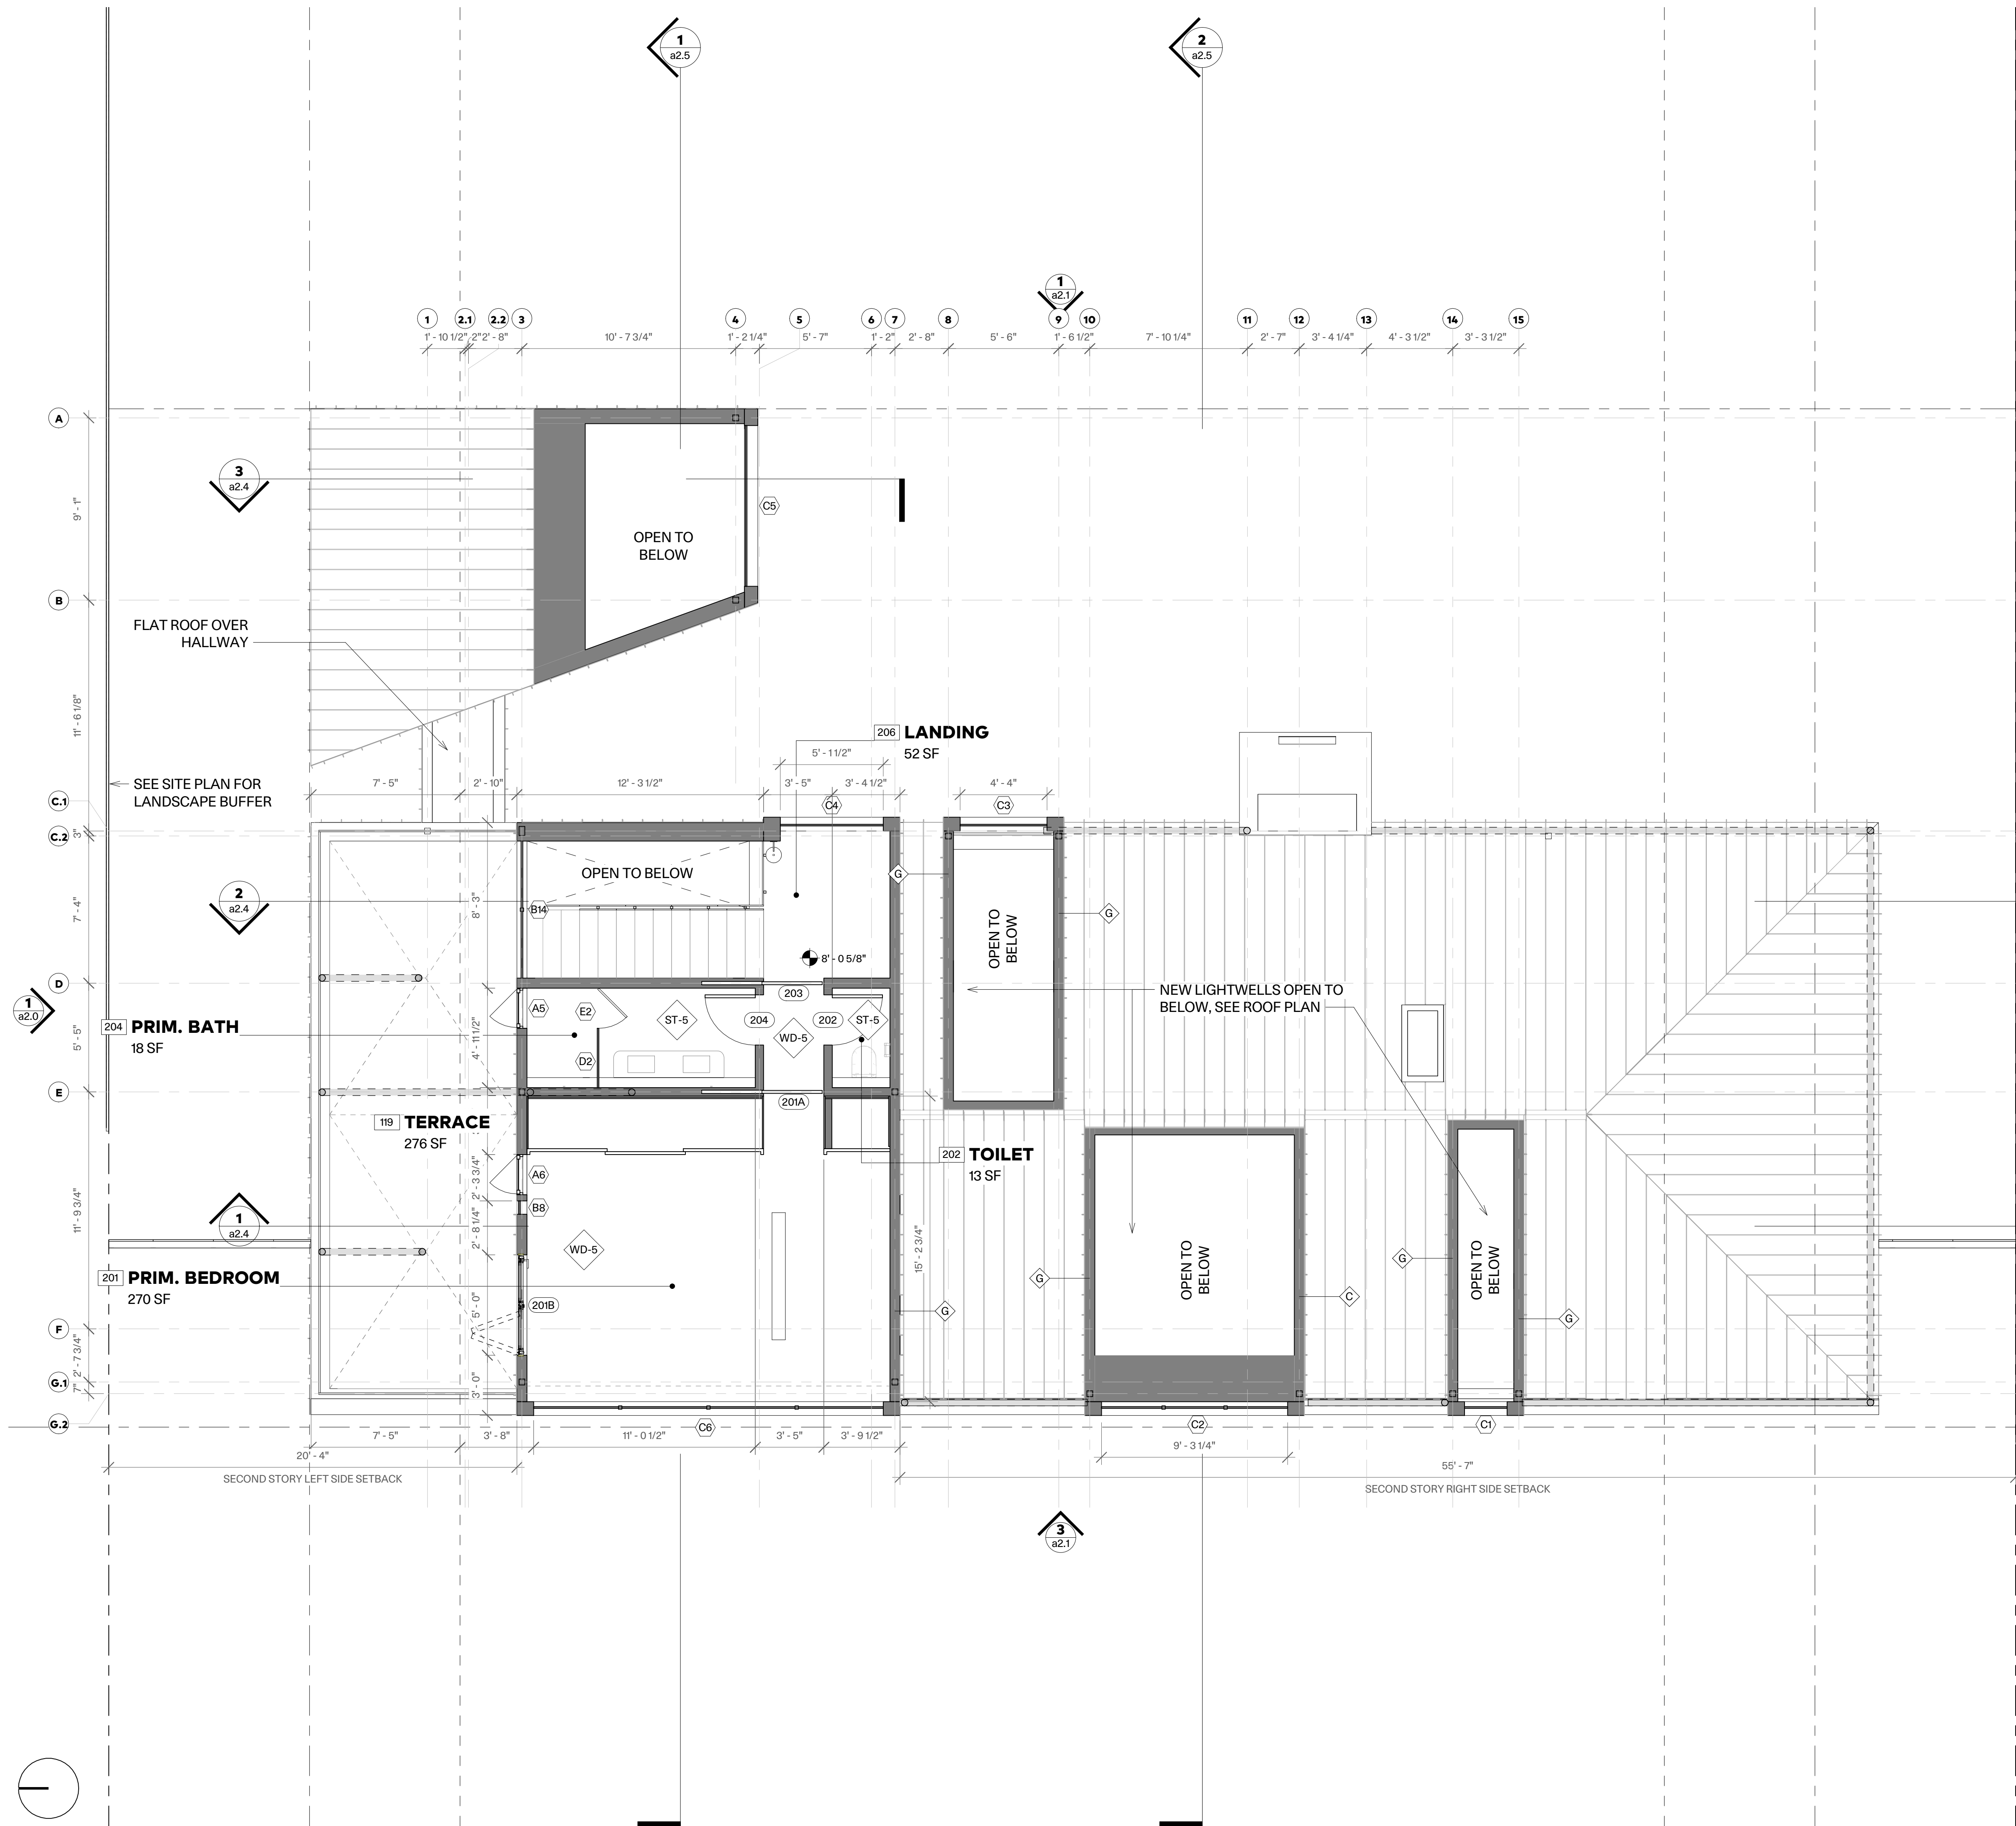 1
a2.5
2
a2.5
1
a2.1
1
2.1
2.2
3
4
5
6
7
8
9
10
11
12
13
14
15
1' - 10 1/2"
2"
2' - 8"
10' - 7 3/4"
1' - 2 1/4"
5' - 7"
1' - 2"
2' - 8"
5' - 6"
1' - 6 1/2"
7' - 10 1/4"
2' - 7"
3' - 4 1/4"
4' - 3 1/2"
3' - 3 1/2"
A
3
a2.4
9' - 1"
C5
OPEN TO
BELOW
B
FLAT ROOF OVER
HALLWAY
11' - 6 1/8"
206
LANDING
52 SF
5' - 11/2"
SEE SITE PLAN FOR
LANDSCAPE BUFFER
7' - 5"
2' - 10"
12' - 3 1/2"
3' - 5"
3' - 4 1/2"
4' - 4"
C.1
C4
C3
C.2
3"
OPEN TO BELOW
G
2
a2.4
7' - 4"
8' - 3"
B14
G
OPEN TO
BELOW
8' - 0 5/8"
D
203
NEW LIGHTWELLS OPEN TO
BELOW, SEE ROOF PLAN
1
a2.0
A5
E2
ST-5
204
202
ST-5
204
PRIM. BATH
18 SF
5' - 5"
4' - 11 1/2"
WD-5
D2
E
201A
119
TERRACE
276 SF
202
TOILET
13 SF
A6
2' - 3 3/4"
B8
11' - 9 3/4"
1
a2.4
2' - 8 1/4"
WD-5
15' - 2 3/4"
OPEN TO
BELOW
OPEN TO
BELOW
G
G
201
PRIM. BEDROOM
270 SF
C
201B
5' - 0"
G
G
F
2' - 7 3/4"
G.1
7"
3' - 0"
G.2
C6
C2
C1
7' - 5"
3' - 8"
11' - 0 1/2"
3' - 5"
3' - 9 1/2"
9' - 3 1/4"
20' - 4"
55' - 7"
SECOND STORY LEFT SIDE SETBACK
SECOND STORY RIGHT SIDE SETBACK
3
a2.1